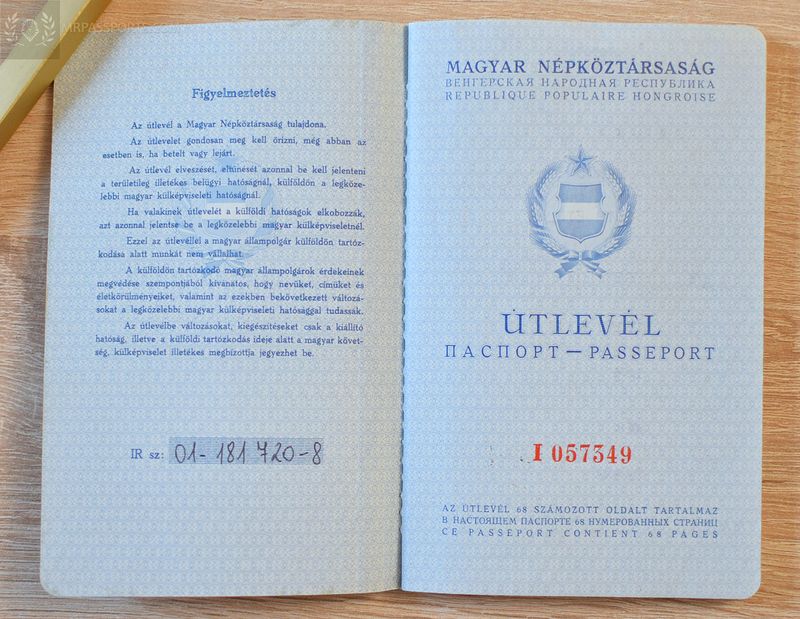 MRPASSPORT
Figyelmeztetés
Az útlevél a Magyar Népköztársaság tulajdona.
Az útlevelet gondosan meg kell őrizni, még abban az
esetben is, ha betelt vagy lejárt.
Az útlevél elveszését, eltünését azonnal be kell jelenteni
a területileg illetékes belügyi hatóságnál, külföldön a legköze-
lebbi magyar külképviseleti hatóságnál.
Ha valakinek útlevelét a külföldi hatóságok elkobozzák,
azt azonnal jelentse be a legközelebbi magyar külképviseletnél.
Ezzel az útlevéllel a magyar állampolgár külföldön tartóz-
kodása alatt munkát nem vállalhat.
A külföldön tartózkodó magyar állampolgárok érdekeinek
megvédése szempontjából kívánatos, hogy nevüket, címüket és
életkörülményeiket, valamint az ezekben bekövetkezett változá-
sokat a legközelebbi magyar külképviseleti hatósággal tudassák.
Az útlevélbe változásokat, kiegészítéseket csak a kiállító
hatóság, illetve a külföldi tartózkodás ideje alatt a magyar követ-
ség, külképviselet illetékes megbízottja jegyezhet be.
IR sz: 01-181 720-8
MAGYAR NÉPKÖZTÁRSASÁG
ВЕНГЕРСКАЯ НАРОДНАЯ РЕСПУБЛИКА
REPUBLIQUE POPULAIRE HONGROISE
ÚTLEVÉL
ПАСПОРТ — PASSEPORT
I 057349
AZ ÚTLEVÉL 68 SZÁMOZOTT OLDALT TARTALMAZ
В НАСТОЯЩЕМ ПАСПОРТЕ 68 НУМЕРОВАННЫХ СТРАНИЦ
CE PASSEPORT CONTIENT 68 PAGES